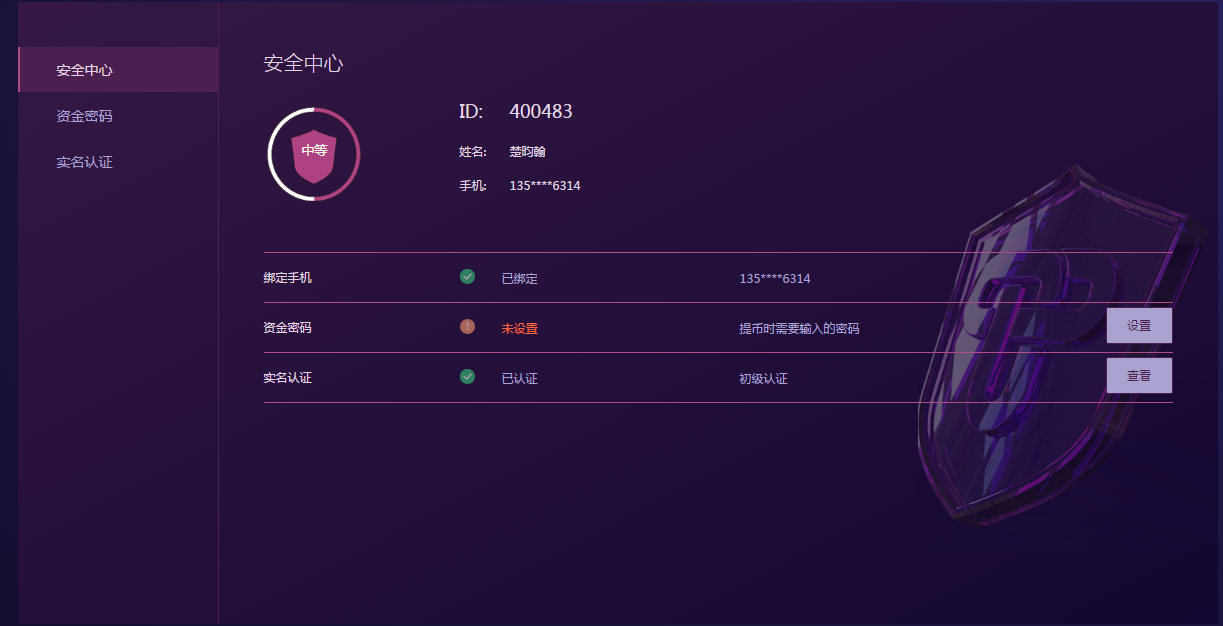 安全中心
资金密码
实名认证
安全中心
中等
ID: 400483
姓名: 楚昀翰
手机: 135****6314
绑定手机 已绑定 135****6314
资金密码 未设置 提币时需要输入的密码 设置
实名认证 已认证 初级认证 查看